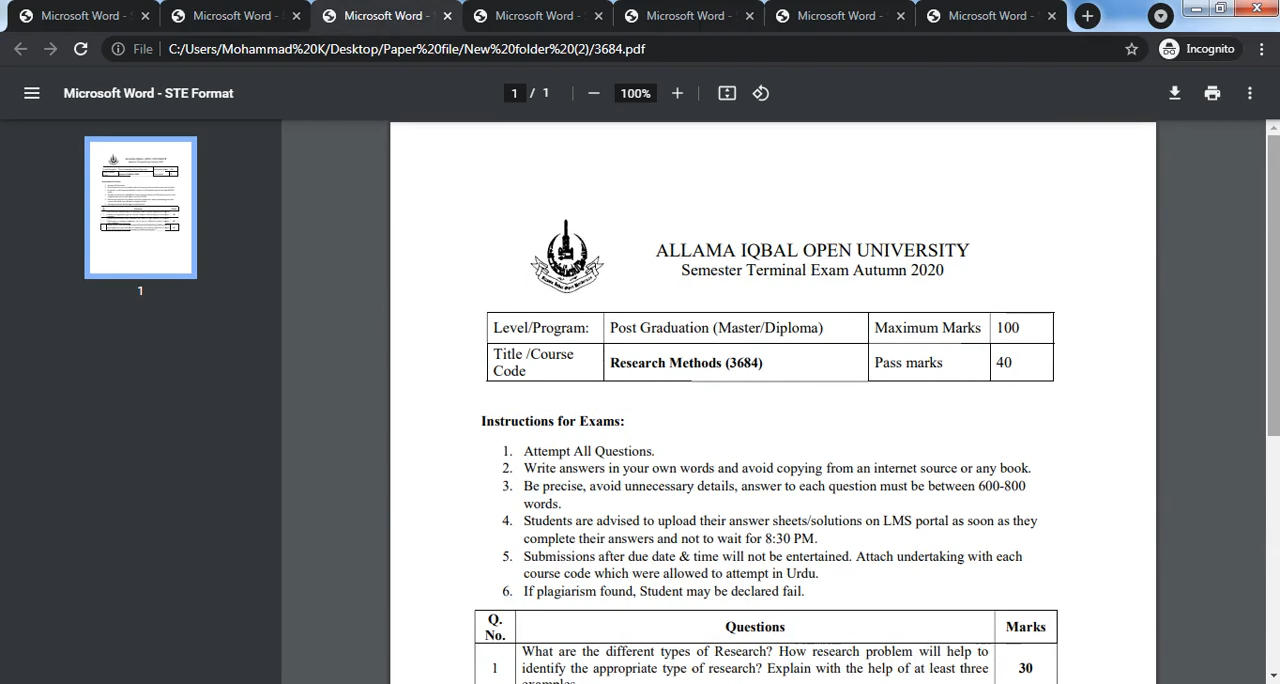 Microsoft Word - S
Microsoft Word -
Microsoft Word -
Microsoft Word -
Microsoft Word -
Microsoft Word -
Microsoft Word -
File C:/Users/Mohammad%20K/Desktop/Paper%20file/New%20folder%20(2)/3684.pdf Incognito
Microsoft Word - STE Format
1 / 1
100%
1
ALLAMA IQBAL OPEN UNIVERSITY
Semester Terminal Exam Autumn 2020
Level/Program: Post Graduation (Master/Diploma) Maximum Marks 100
Title /Course
Code Research Methods (3684) Pass marks 40
Instructions for Exams:
1. Attempt All Questions.
2. Write answers in your own words and avoid copying from an internet source or any book.
3. Be precise, avoid unnecessary details, answer to each question must be between 600-800
words.
4. Students are advised to upload their answer sheets/solutions on LMS portal as soon as they
complete their answers and not to wait for 8:30 PM.
5. Submissions after due date & time will not be entertained. Attach undertaking with each
course code which were allowed to attempt in Urdu.
6. If plagiarism found, Student may be declared fail.
Q.
No. Questions Marks
What are the different types of Research? How research problem will help to
1 identify the appropriate type of research? Explain with the help of at least three 30
examples